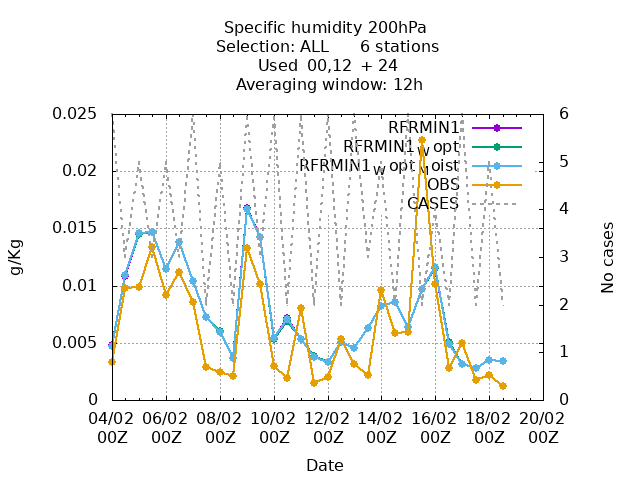 Specific humidity 200hPa
Selection: ALL 6 stations
Used 00,12 + 24
Averaging window: 12h
0.025
0.02
0.015
0.01
0.005
0
6
5
4
3
2
1
0
RFRMIN1
RFRMIN1_W opt
RFRMIN1_W opt_Moist
OBS
CASES
g/Kg
No cases
04/02 06/02 08/02 10/02 12/02 14/02 16/02 18/02 20/02
00Z 00Z 00Z 00Z 00Z 00Z 00Z 00Z 00Z
Date